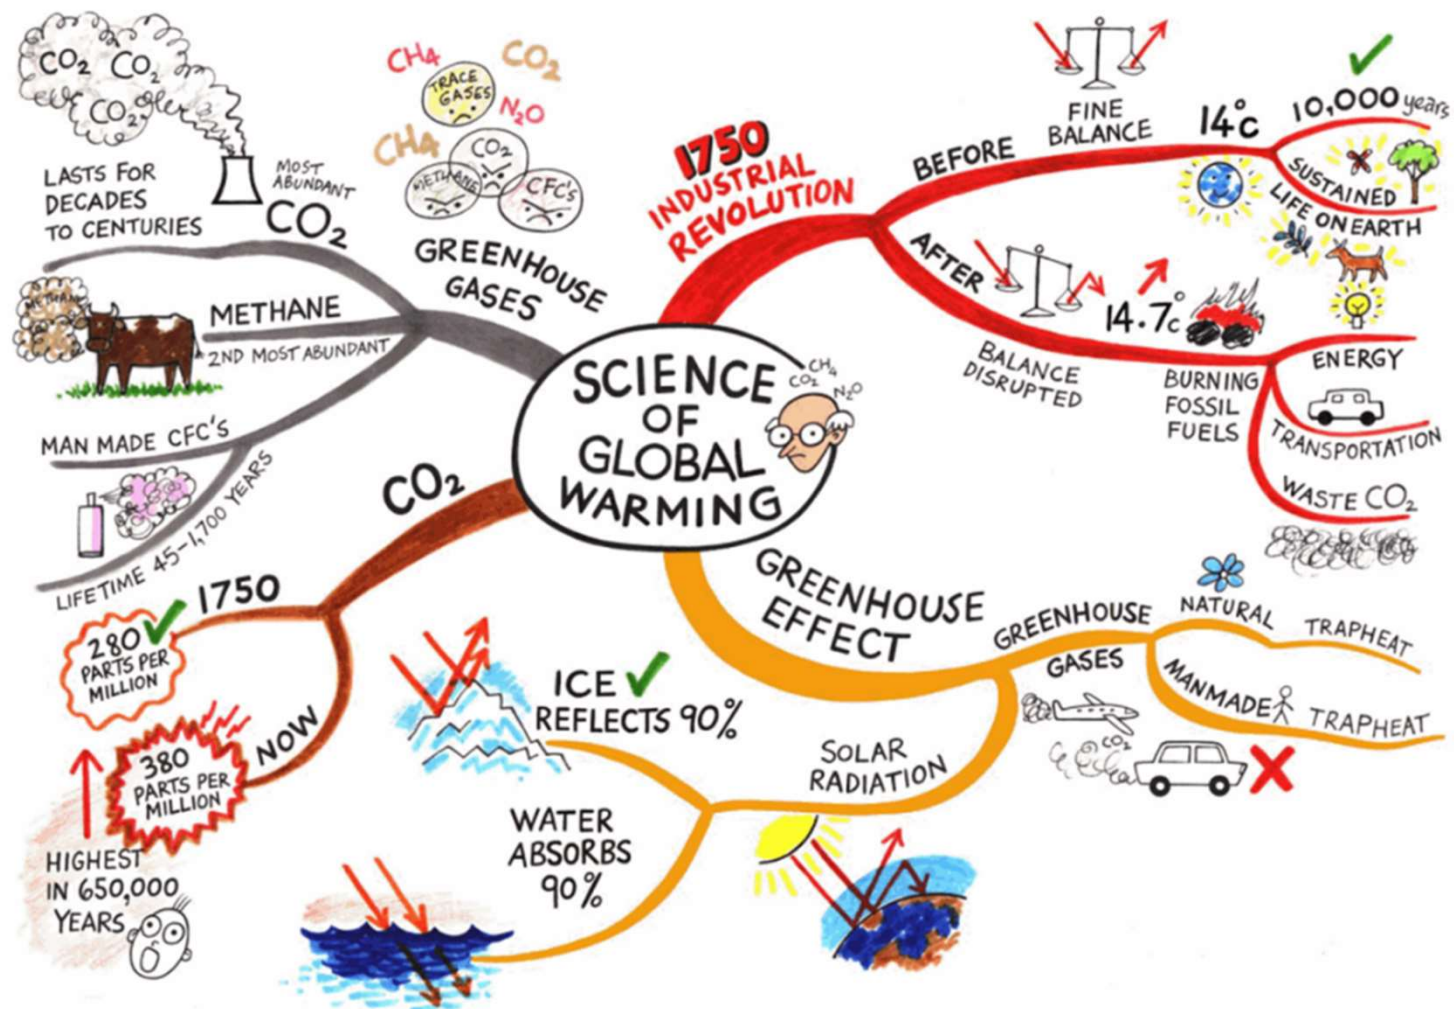 SCIENCE
OF
GLOBAL
WARMING
CO2
CH4
N2O
1750
INDUSTRIAL
REVOLUTION
BEFORE
FINE
BALANCE
14°c
10,000 years
SUSTAINED
LIFE ON EARTH
AFTER
BALANCE
DISRUPTED
14.7°c
BURNING
FOSSIL
FUELS
ENERGY
TRANSPORTATION
WASTE CO2
GREENHOUSE
EFFECT
GREENHOUSE
GASES
NATURAL
TRAPHEAT
MANMADE
TRAPHEAT
CO2
SOLAR
RADIATION
ICE
REFLECTS 90%
WATER
ABSORBS
90%
CO2
1750
280
PARTS PER
MILLION
NOW
380
PARTS PER
MILLION
HIGHEST
IN 650,000
YEARS
GREENHOUSE
GASES
CH4
CO2
TRACE
GASES
N2O
CH4
CO2
METHANE
CFC's
CO2
MOST
ABUNDANT
LASTS FOR
DECADES
TO CENTURIES
CO2
CO2
CO2
METHANE
2ND MOST ABUNDANT
METHANE
MAN MADE CFC's
LIFETIME 45-1,700 YEARS